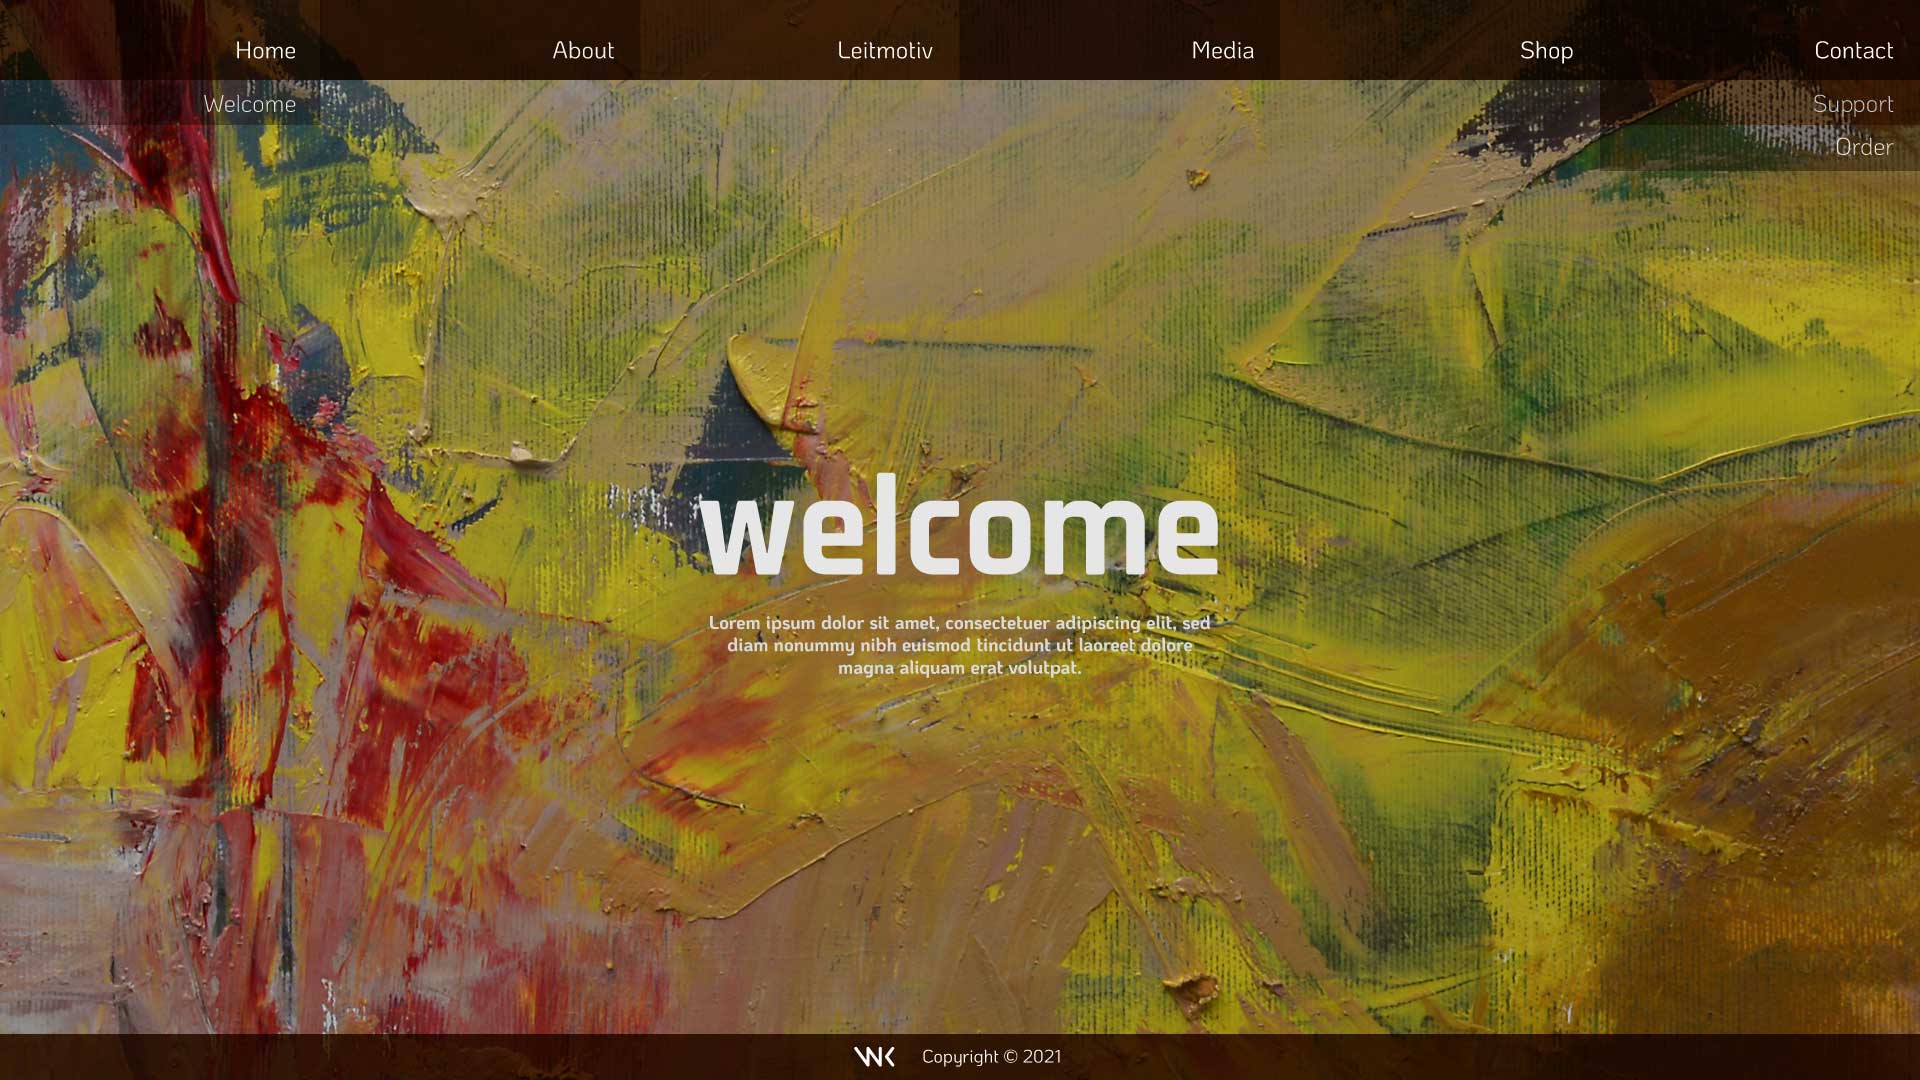 Home About Leitmotiv Media Shop Contact
Welcome Support
Order
welcome
Lorem ipsum dolor sit amet, consectetuer adipiscing elit, sed
diam nonummy nibh euismod tincidunt ut laoreet dolore
magna aliquam erat volutpat.
Copyright © 2021